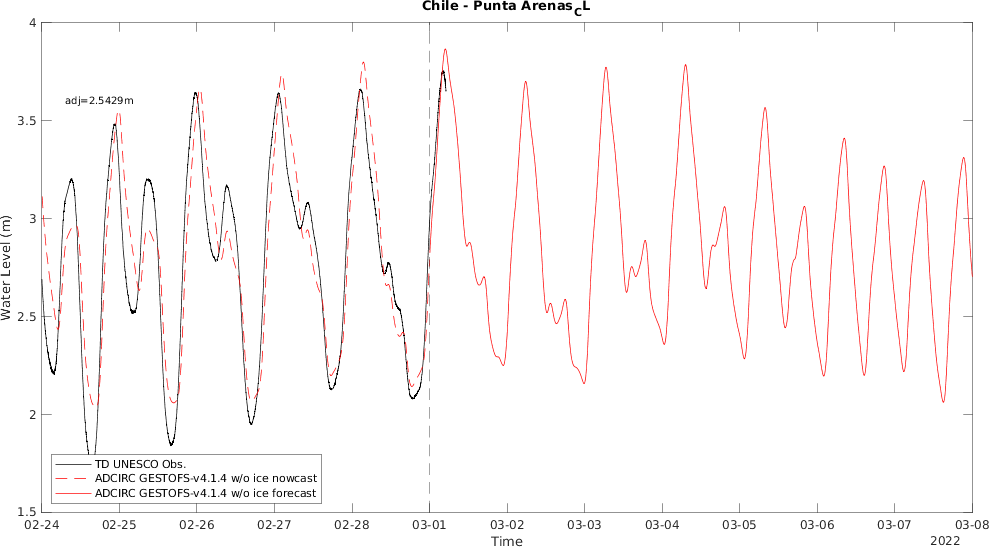 Chile - Punta Arenas_CL
4
3.5
3
2.5
2
1.5
Water Level (m)
adj=2.5429m
TD UNESCO Obs.
ADCIRC GESTOFS-v4.1.4 w/o ice nowcast
ADCIRC GESTOFS-v4.1.4 w/o ice forecast
02-24 02-25 02-26 02-27 02-28 03-01 03-02 03-03 03-04 03-05 03-06 03-07 03-08
Time
2022